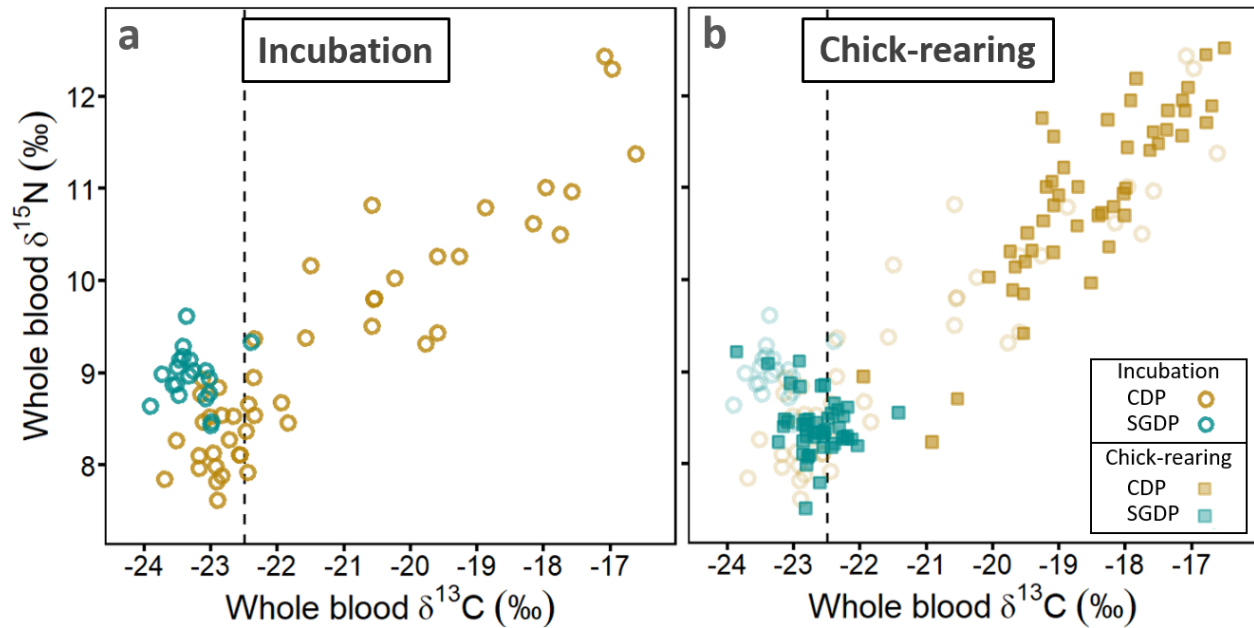 a
Incubation
b
Chick-rearing
Whole blood δ¹⁵N (‰)
12
11
10
9
8
-24 -23 -22 -21 -20 -19 -18 -17
-24 -23 -22 -21 -20 -19 -18 -17
Whole blood δ¹³C (‰)
Whole blood δ¹³C (‰)
Incubation
CDP
SGDP
Chick-rearing
CDP
SGDP